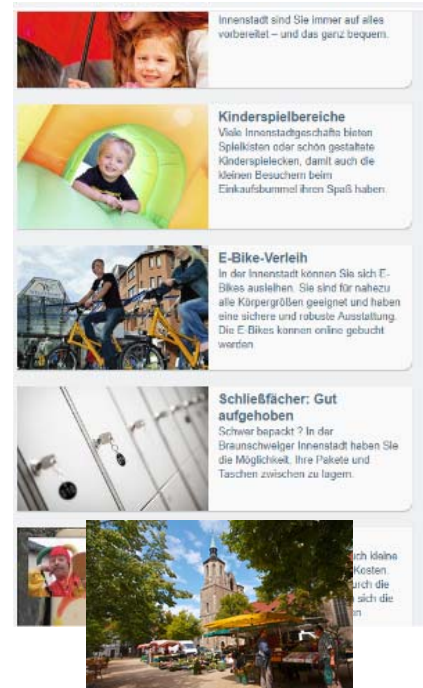 Innenstadt sind Sie immer auf alles
vorbereitet – und das ganz bequem.
Kinderspielbereiche
Viele Innenstadtgeschäfte bieten
Spielkisten oder schön gestaltete
Kinderspielecken, damit auch die
kleinen Besuchern beim
Einkaufsbummel ihren Spaß haben.
E-Bike-Verleih
In der Innenstadt können Sie sich E-
Bikes ausleihen. Sie sind für nahezu
alle Körpergrößen geeignet und haben
eine sichere und robuste Ausstattung.
Die E-Bikes können online gebucht
werden
Schließfächer: Gut
aufgehoben
Schwer bepackt ? In der
Braunschweiger Innenstadt haben Sie
die Möglichkeit, Ihre Pakete und
Taschen zwischen zu lagern.
uch kleine
Kosten.
urch die
sich die